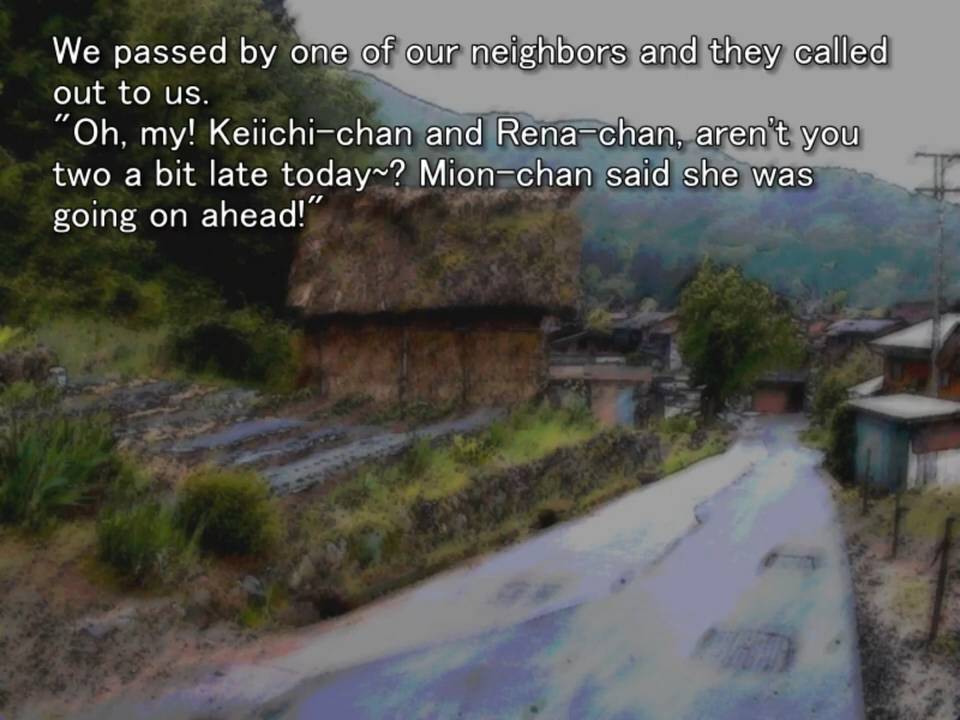 We passed by one of our neighbors and they called
out to us.
"Oh, my! Keiichi-chan and Rena-chan, aren't you
two a bit late today~? Mion-chan said she was
going on ahead!"